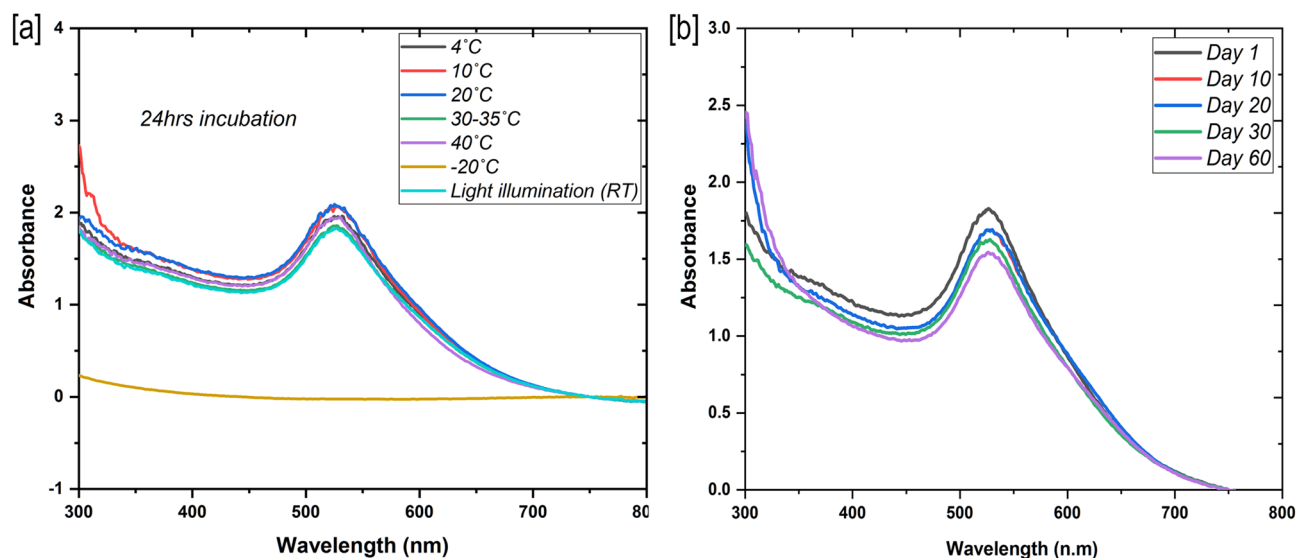 [a]
4
3
2
1
0
-1
Absorbance
24hrs incubation
4˚C
10˚C
20˚C
30-35˚C
40˚C
-20˚C
Light illumination (RT)
300 400 500 600 700 80
Wavelength (nm)
[b]
3.0
2.5
2.0
1.5
1.0
0.5
0.0
Absorbance
Day 1
Day 10
Day 20
Day 30
Day 60
300 400 500 600 700 800
Wavelength (n.m)